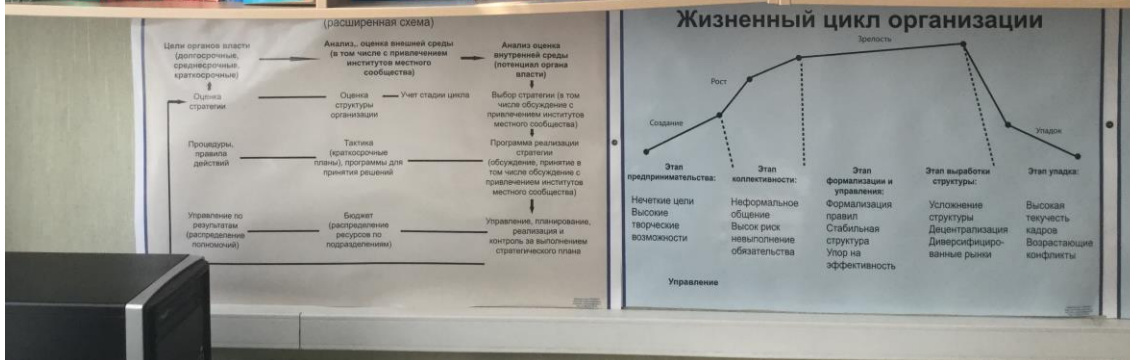 (расширенная схема)
Цели органов власти
(долгосрочные,
среднесрочные,
краткосрочные)
Анализ,. оценка внешней среды
(в том числе с привлечением
институтов местного
сообщества)
Анализ оценка
внутренней среды
(потенциал органа
власти)
Оценка
стратегии
Оценка
структуры
организации
Учет стадии цикла
Выбор стратегии (в том
числе обсуждение с
привлечением институтов
местного сообщества)
Процедуры,
правила
действий
Тактика
(краткосрочные
планы), программы для
принятия решений
Программа реализации
стратегии
(обсуждение, принятие в
том числе обсуждение с
привлечением институтов
местного сообщества)
Управление по
результатам
(распределение
полномочий)
Бюджет
(распределение
ресурсов по
подразделениям)
Управление, планирование,
реализация и
контроль за выполнением
стратегического плана
Жизненный цикл организации
Зрелость
Рост
Создание
Упадок
Этап
предпринимательства:
Нечеткие цели
Высокие
творческие
возможности
Этап
коллективности:
Неформальное
общение
Высок риск
невыполнение
обязательства
Этап
формализации и
управления:
Формализация
правил
Стабильная
структура
Упор на
эффективность
Этап выработки
структуры:
Усложнение
структуры
Децентрализация
Диверсифициро-
ванные рынки
Этап упадка:
Высокая
текучесть
кадров
Возрастающие
конфликты
Управление